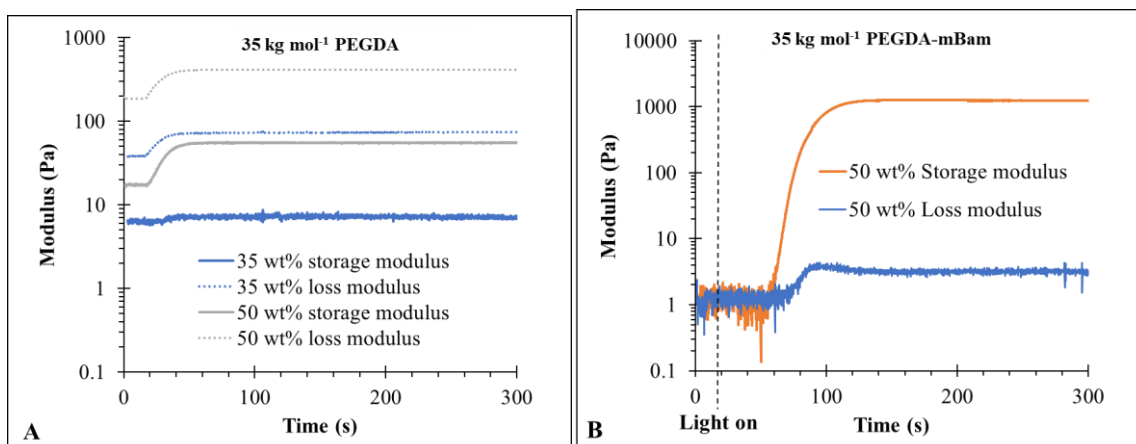 35 kg mol⁻¹ PEGDA
Modulus (Pa)
1000
100
10
1
0.1
35 wt% storage modulus
35 wt% loss modulus
50 wt% storage modulus
50 wt% loss modulus
0 100 200 300
Time (s)
A
35 kg mol⁻¹ PEGDA-mBam
Modulus (Pa)
10000
1000
100
10
1
0.1
50 wt% Storage modulus
50 wt% Loss modulus
0 100 200 300
Light on
Time (s)
B